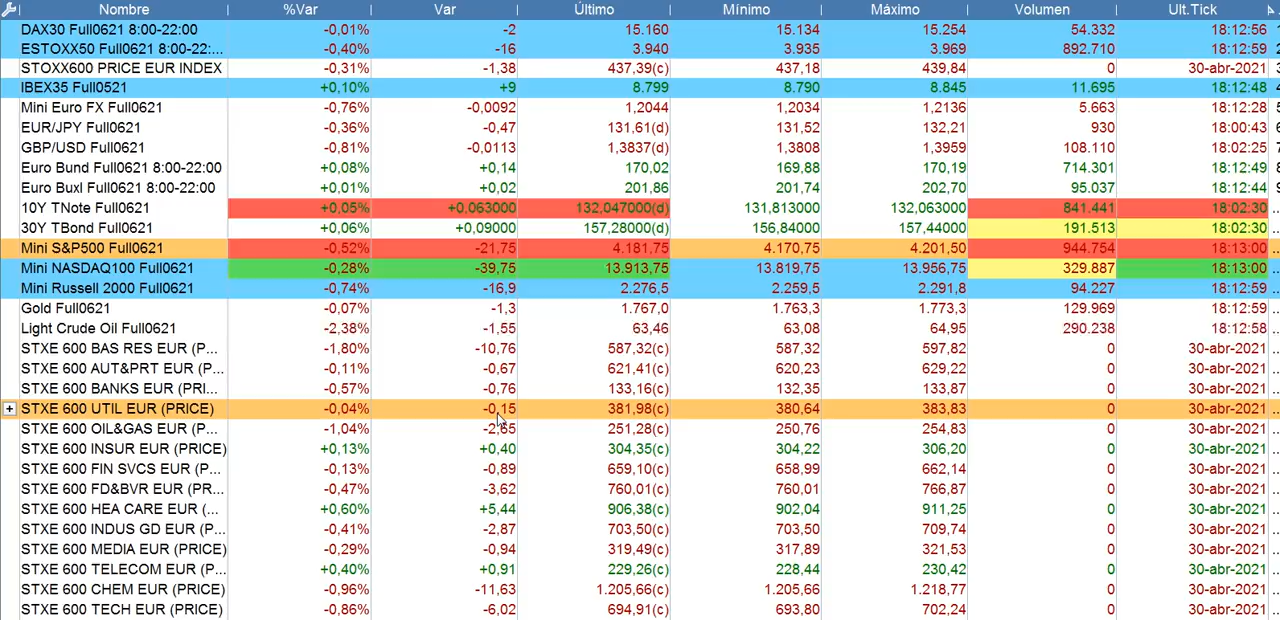 Nombre %Var Var Último Mínimo Máximo Volumen Ult.Tick
DAX30 Full0621 8:00-22:00 -0,01% -2 15.160 15.134 15.254 54.332 18:12:56
ESTOXX50 Full0621 8:00-22:... -0,40% -16 3.940 3.935 3.969 892.710 18:12:59
STOXX600 PRICE EUR INDEX -0,31% -1,38 437,39(c) 437,18 439,84 0 30-abr-2021
IBEX35 Full0521 +0,10% +9 8.799 8.790 8.845 11.695 18:12:48
Mini Euro FX Full0621 -0,76% -0,0092 1,2044 1,2034 1,2136 5.663 18:12:28
EUR/JPY Full0621 -0,36% -0,47 131,61(d) 131,52 132,21 930 18:00:43
GBP/USD Full0621 -0,81% -0,0113 1,3837(d) 1,3808 1,3959 108.110 18:02:25
Euro Bund Full0621 8:00-22:00 +0,08% +0,14 170,02 169,88 170,19 714.301 18:12:49
Euro Buxl Full0621 8:00-22:00 +0,01% +0,02 201,86 201,74 202,70 95.037 18:12:44
10Y TNote Full0621 +0,05% +0,063000 132,047000(d) 131,813000 132,063000 841.441 18:02:30
30Y TBond Full0621 +0,06% +0,09000 157,28000(d) 156,84000 157,44000 191.513 18:02:30
Mini S&P500 Full0621 -0,52% -21,75 4.181,75 4.170,75 4.201,50 944.754 18:13:00
Mini NASDAQ100 Full0621 -0,28% -39,75 13.913,75 13.819,75 13.956,75 329.887 18:13:00
Mini Russell 2000 Full0621 -0,74% -16,9 2.276,5 2.259,5 2.291,8 94.227 18:12:59
Gold Full0621 -0,07% -1,3 1.767,0 1.763,3 1.773,3 129.969 18:12:59
Light Crude Oil Full0621 -2,38% -1,55 63,46 63,08 64,95 290.238 18:12:58
STXE 600 BAS RES EUR (P... -1,80% -10,76 587,32(c) 587,32 597,82 0 30-abr-2021
STXE 600 AUT&PRT EUR (P... -0,11% -0,67 621,41(c) 620,23 629,22 0 30-abr-2021
STXE 600 BANKS EUR (PRI... -0,57% -0,76 133,16(c) 132,35 133,87 0 30-abr-2021
STXE 600 UTIL EUR (PRICE) -0,04% -0,15 381,98(c) 380,64 383,83 0 30-abr-2021
STXE 600 OIL&GAS EUR (P... -1,04% -2,65 251,28(c) 250,76 254,83 0 30-abr-2021
STXE 600 INSUR EUR (PRICE) +0,13% +0,40 304,35(c) 304,22 306,20 0 30-abr-2021
STXE 600 FIN SVCS EUR (P... -0,13% -0,89 659,10(c) 658,99 662,14 0 30-abr-2021
STXE 600 FD&BVR EUR (PR... -0,47% -3,62 760,01(c) 760,01 766,87 0 30-abr-2021
STXE 600 HEA CARE EUR (... +0,60% +5,44 906,38(c) 902,04 911,25 0 30-abr-2021
STXE 600 INDUS GD EUR (P... -0,41% -2,87 703,50(c) 703,50 709,74 0 30-abr-2021
STXE 600 MEDIA EUR (PRICE) -0,29% -0,94 319,49(c) 317,89 321,53 0 30-abr-2021
STXE 600 TELECOM EUR (P... +0,40% +0,91 229,26(c) 228,44 230,42 0 30-abr-2021
STXE 600 CHEM EUR (PRICE) -0,96% -11,63 1.205,66(c) 1.205,66 1.218,77 0 30-abr-2021
STXE 600 TECH EUR (PRICE) -0,86% -6,02 694,91(c) 693,80 702,24 0 30-abr-2021